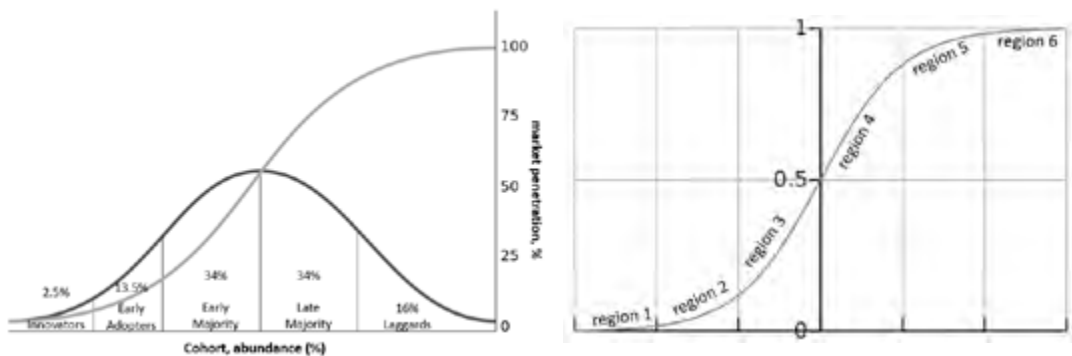 100
75
50
25
0
market penetration, %
2.5%
13.5%
34%
34%
16%
Innovators
Early
Adopters
Early
Majority
Late
Majority
Laggards
Cohort, abundance (%)
1
0.5
0
region 1
region 2
region 3
region 4
region 5
region 6